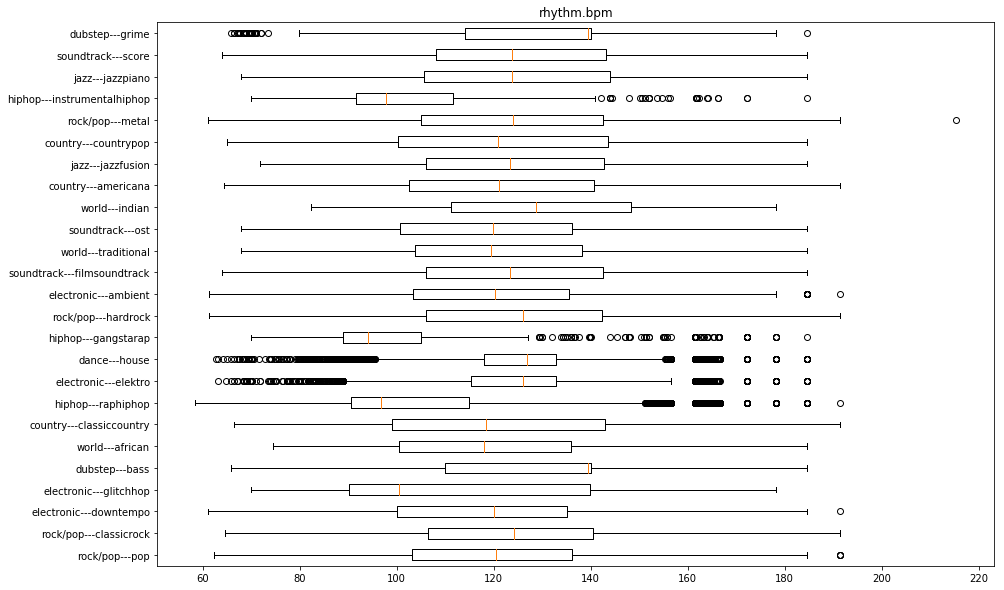 rhythm.bpm
dubstep---grime
soundtrack---score
jazz---jazzpiano
hiphop---instrumentalhiphop
rock/pop---metal
country---countrypop
jazz---jazzfusion
country---americana
world---indian
soundtrack---ost
world---traditional
soundtrack---filmsoundtrack
electronic---ambient
rock/pop---hardrock
hiphop---gangstarap
dance---house
electronic---elektro
hiphop---raphiphop
country---classiccountry
world---african
dubstep---bass
electronic---glitchhop
electronic---downtempo
rock/pop---classicrock
rock/pop---pop
60 80 100 120 140 160 180 200 220